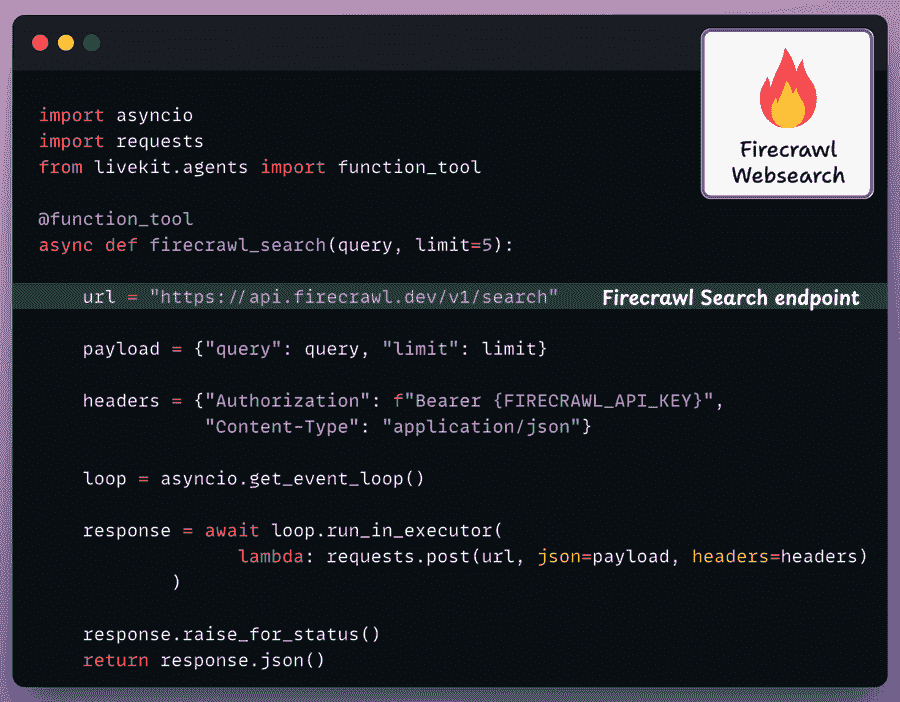 import asyncio
import requests
from livekit.agents import function_tool
@function_tool
async def firecrawl_search(query, limit=5):
url = "https://api.firecrawl.dev/v1/search"
Firecrawl Search endpoint
payload = {"query": query, "limit": limit}
headers = {"Authorization": f"Bearer {FIRECRAWL_API_KEY}",
"Content-Type": "application/json"}
loop = asyncio.get_event_loop()
response = await loop.run_in_executor(
lambda: requests.post(url, json=payload, headers=headers)
)
response.raise_for_status()
return response.json()
Firecrawl
Websearch